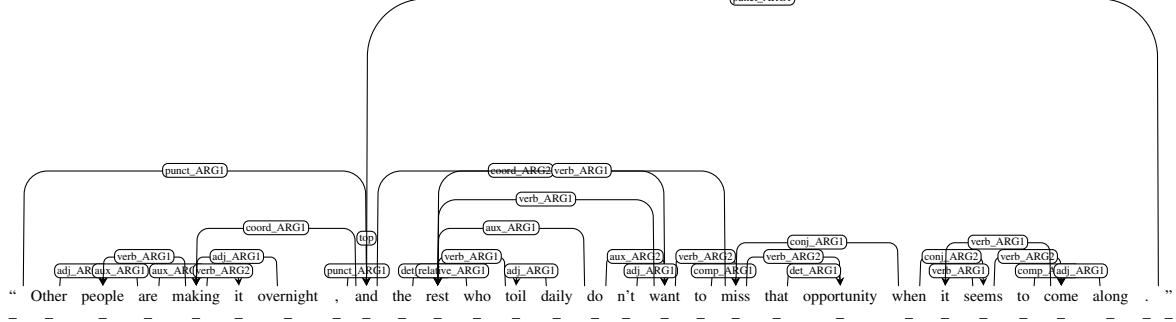 punct_ARG1
punct_ARG1 coord_ARG2 verb_ARG1
verb_ARG1
coord_ARG1 top aux_ARG1 conj_ARG1 verb_ARG1
verb_ARG1 adj_ARG1 verb_ARG1 aux_ARG2 verb_ARG2 verb_ARG2 conj_ARG2 verb_ARG2
aux_ARG1 verb_ARG2 punct_ARG1 det relative_ARG1 adj_ARG1 adj_ARG1 comp_ARG1 det_ARG1 verb_ARG1 adj_ARG1
“ Other people are making it overnight , and the rest who toil daily do n't want to miss that opportunity when it seems to come along . ”
_ _ _ _ _ _ _ _ _ _ _ _ _ _ _ _ _ _ _ _ _ _ _ _ _ _ _ _ _